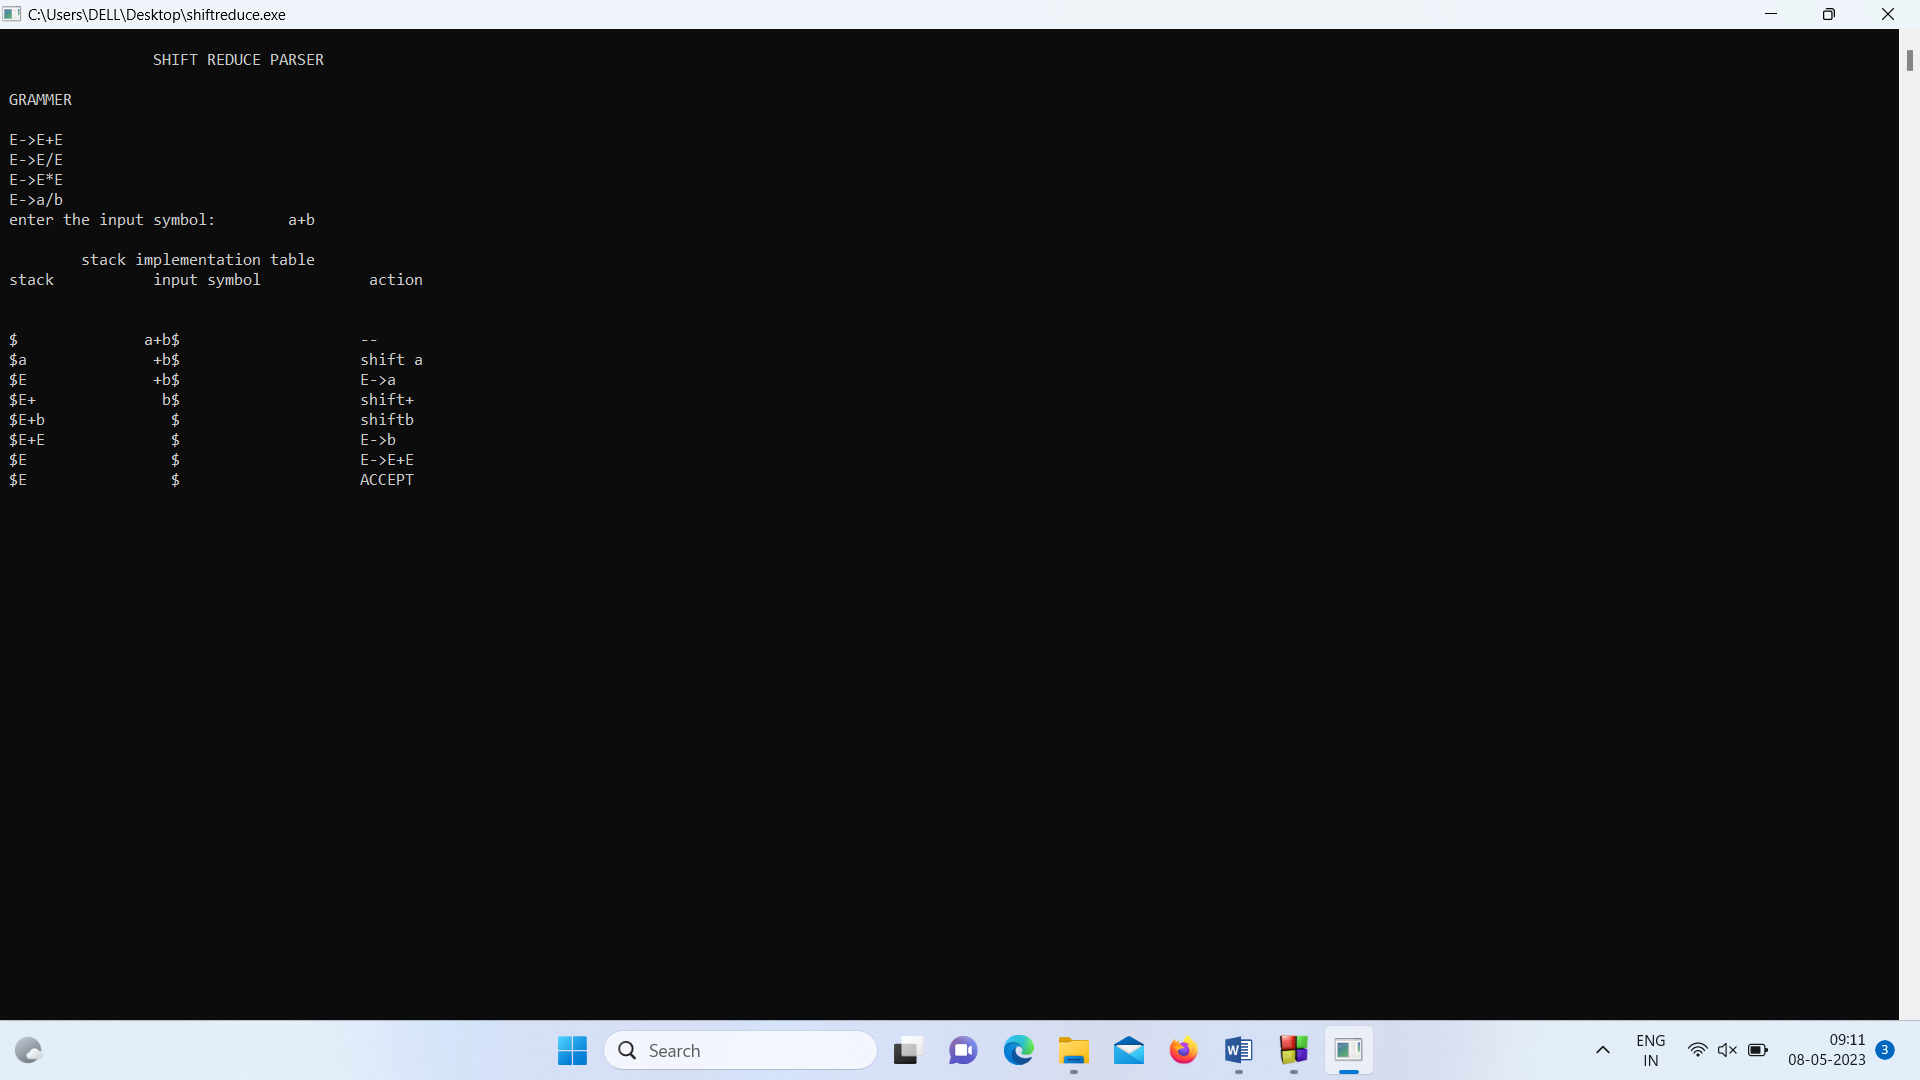 C:\Users\DELL\Desktop\shiftreduce.exe
SHIFT REDUCE PARSER
GRAMMER
E->E+E
E->E/E
E->E*E
E->a/b
enter the input symbol: a+b
stack implementation table
stack input symbol action
$ a+b$ --
$a +b$ shift a
$E +b$ E->a
$E+ b$ shift+
$E+b $ shiftb
$E+E $ E->b
$E $ E->E+E
$E $ ACCEPT
Search
W
ENG
IN
09:11
08-05-2023
3